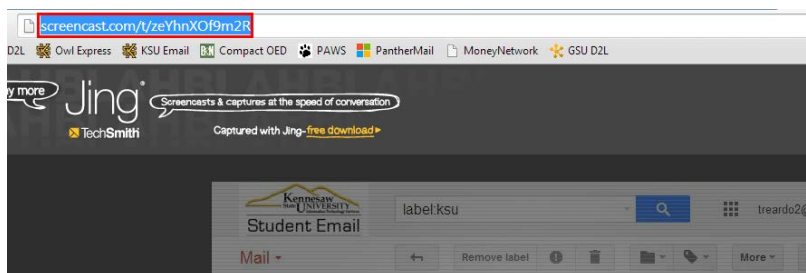 screencast.com/t/zeYhnXOf9m2R
D2L Owl Express KSU Email Compact OED PAWS PantherMail MoneyNetwork GSU D2L
y more
Jing
Screencasts & captures at the speed of conversation
TechSmith
Captured with Jing-free download
Kennesaw
State UNIVERSITY
Student Email
label:ksu
treardo2@
Mail
Remove label
More